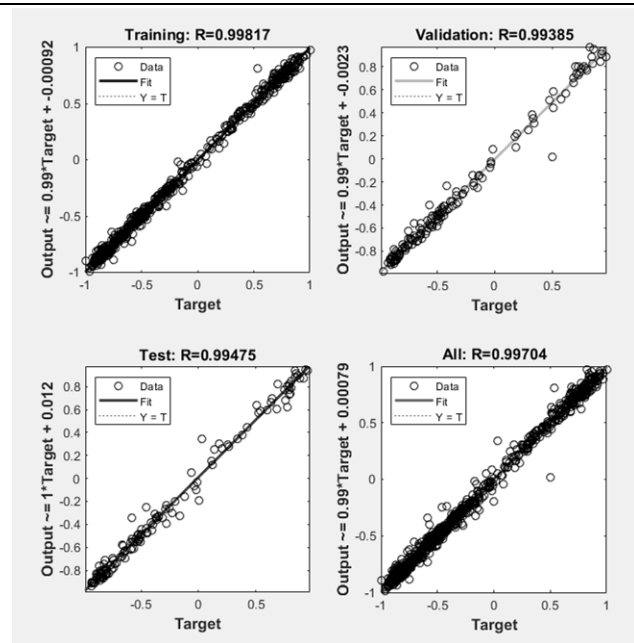 Training: R=0.99817
Output ~= 0.99*Target + -0.00092
1
0.5
0
-0.5
-1
Data
Fit
Y = T
-1
-0.5
0
0.5
1
Target
Validation: R=0.99385
Output ~= 0.99*Target + -0.0023
0.8
0.6
0.4
0.2
0
-0.2
-0.4
-0.6
-0.8
Data
Fit
Y = T
-0.5
0
0.5
Target
Test: R=0.99475
Output ~= 1*Target + 0.012
0.8
0.6
0.4
0.2
0
-0.2
-0.4
-0.6
-0.8
Data
Fit
Y = T
-0.5
0
0.5
Target
All: R=0.99704
Output ~= 0.99*Target + 0.00079
1
0.5
0
-0.5
-1
Data
Fit
Y = T
-1
-0.5
0
0.5
1
Target